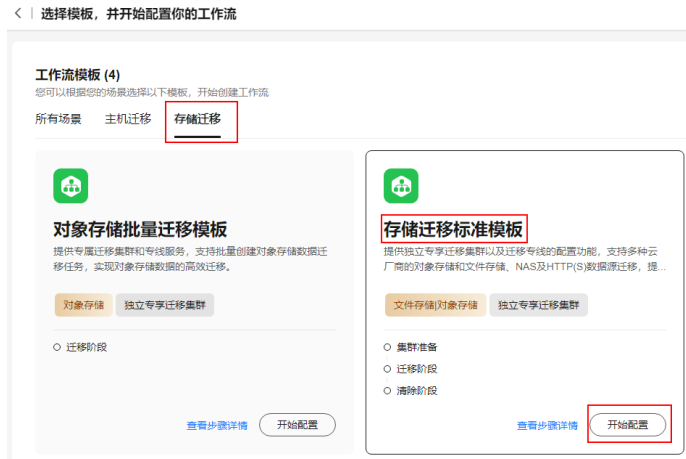 选择模板，并开始配置你的工作流
工作流模板 (4)
您可以根据您的场景选择以下模板，开始创建工作流
所有场景 主机迁移 存储迁移
对象存储批量迁移模板
提供专属迁移集群和专线服务，支持批量创建对象存储数据迁
移任务，实现对象存储数据的高效迁移。
对象存储 独立专享迁移集群
迁移阶段
查看步骤详情 开始配置
存储迁移标准模板
提供独立专享迁移集群以及迁移专线的配置功能，支持多种云
厂商的对象存储和文件存储、NAS及HTTP(S)数据源迁移，提...
文件存储|对象存储 独立专享迁移集群
集群准备
迁移阶段
清除阶段
查看步骤详情 开始配置